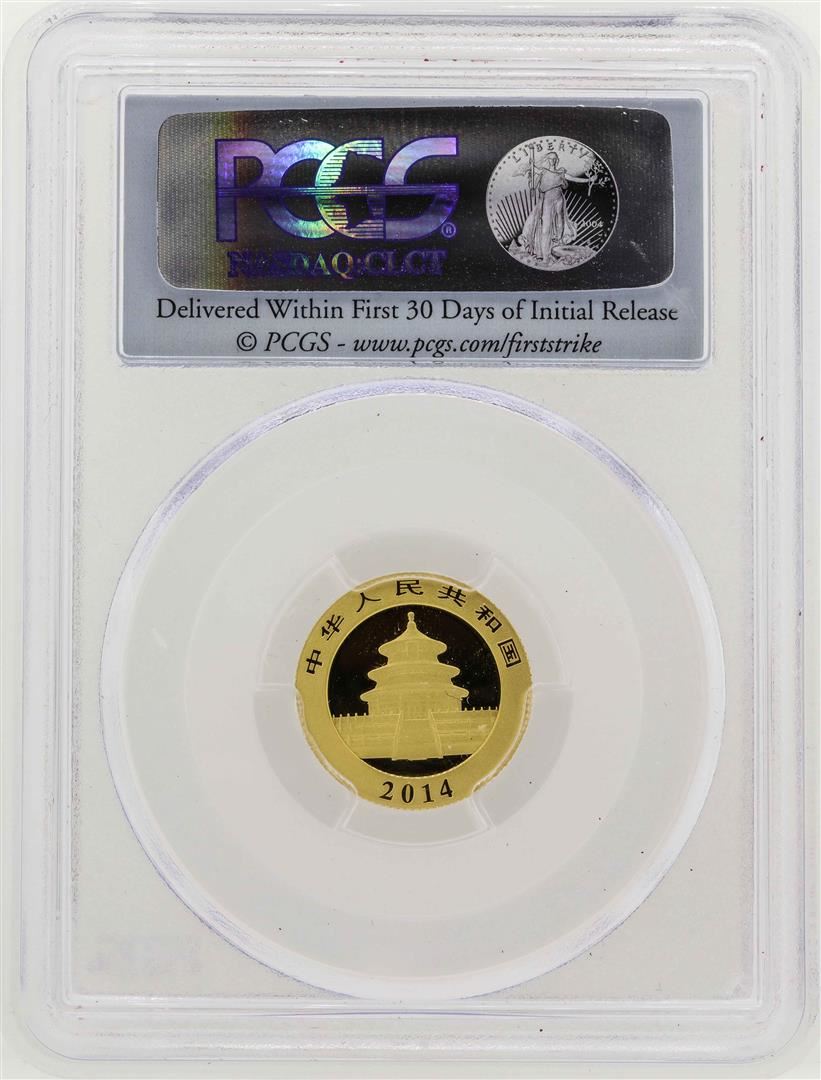 PCGS®
NASDAQ:CLCT
LIBERTY
2004
Delivered Within First 30 Days of Initial Release
© PCGS - www.pcgs.com/firststrike
中华人民共和国
2014